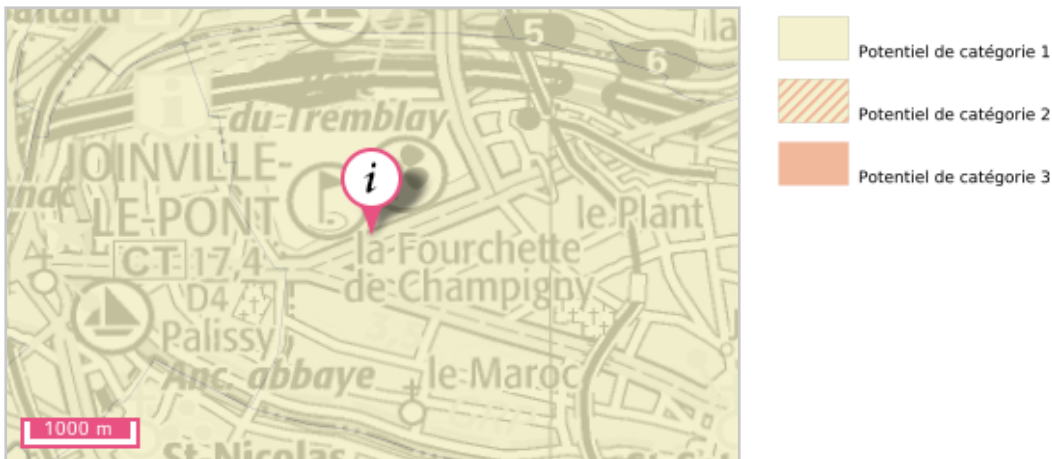 5
6
du Tremblay
JOINVILLE-
LE-PONT
i
le Plant
CT 17,4
la Fourchette
de Champigny
D4
Palissy
Anc. abbaye
le Maroc
1000 m
St-Nicolas
Potentiel de catégorie 1
Potentiel de catégorie 2
Potentiel de catégorie 3